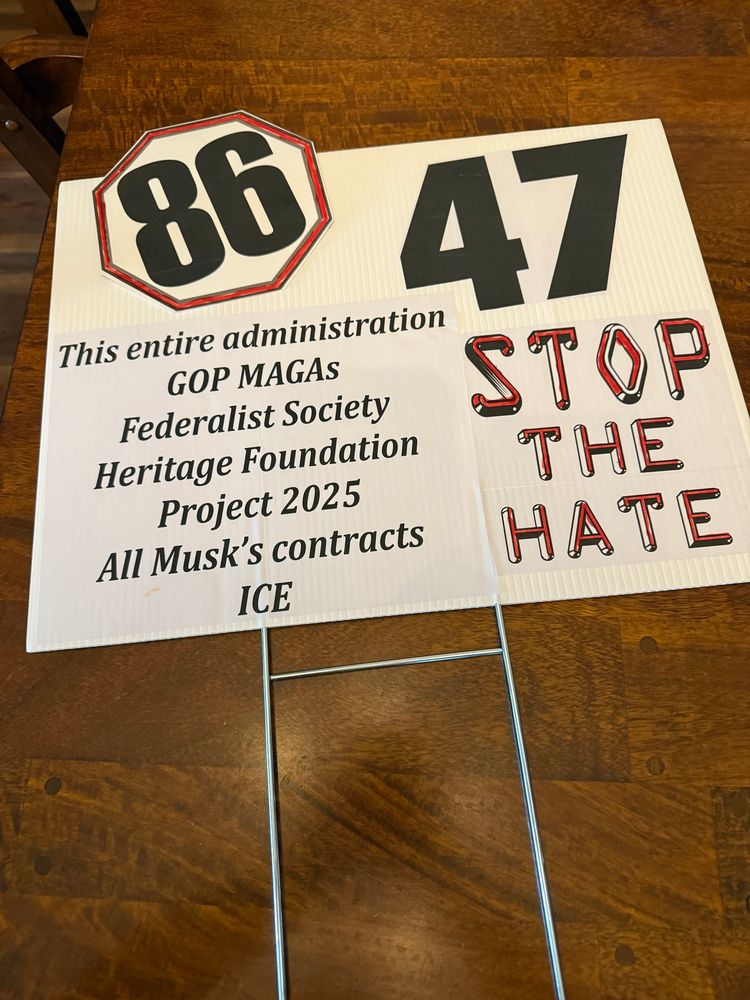 86 47
This entire administration
GOP MAGAs
Federalist Society
Heritage Foundation
Project 2025
All Musk's contracts
ICE
STOP
THE
HATE